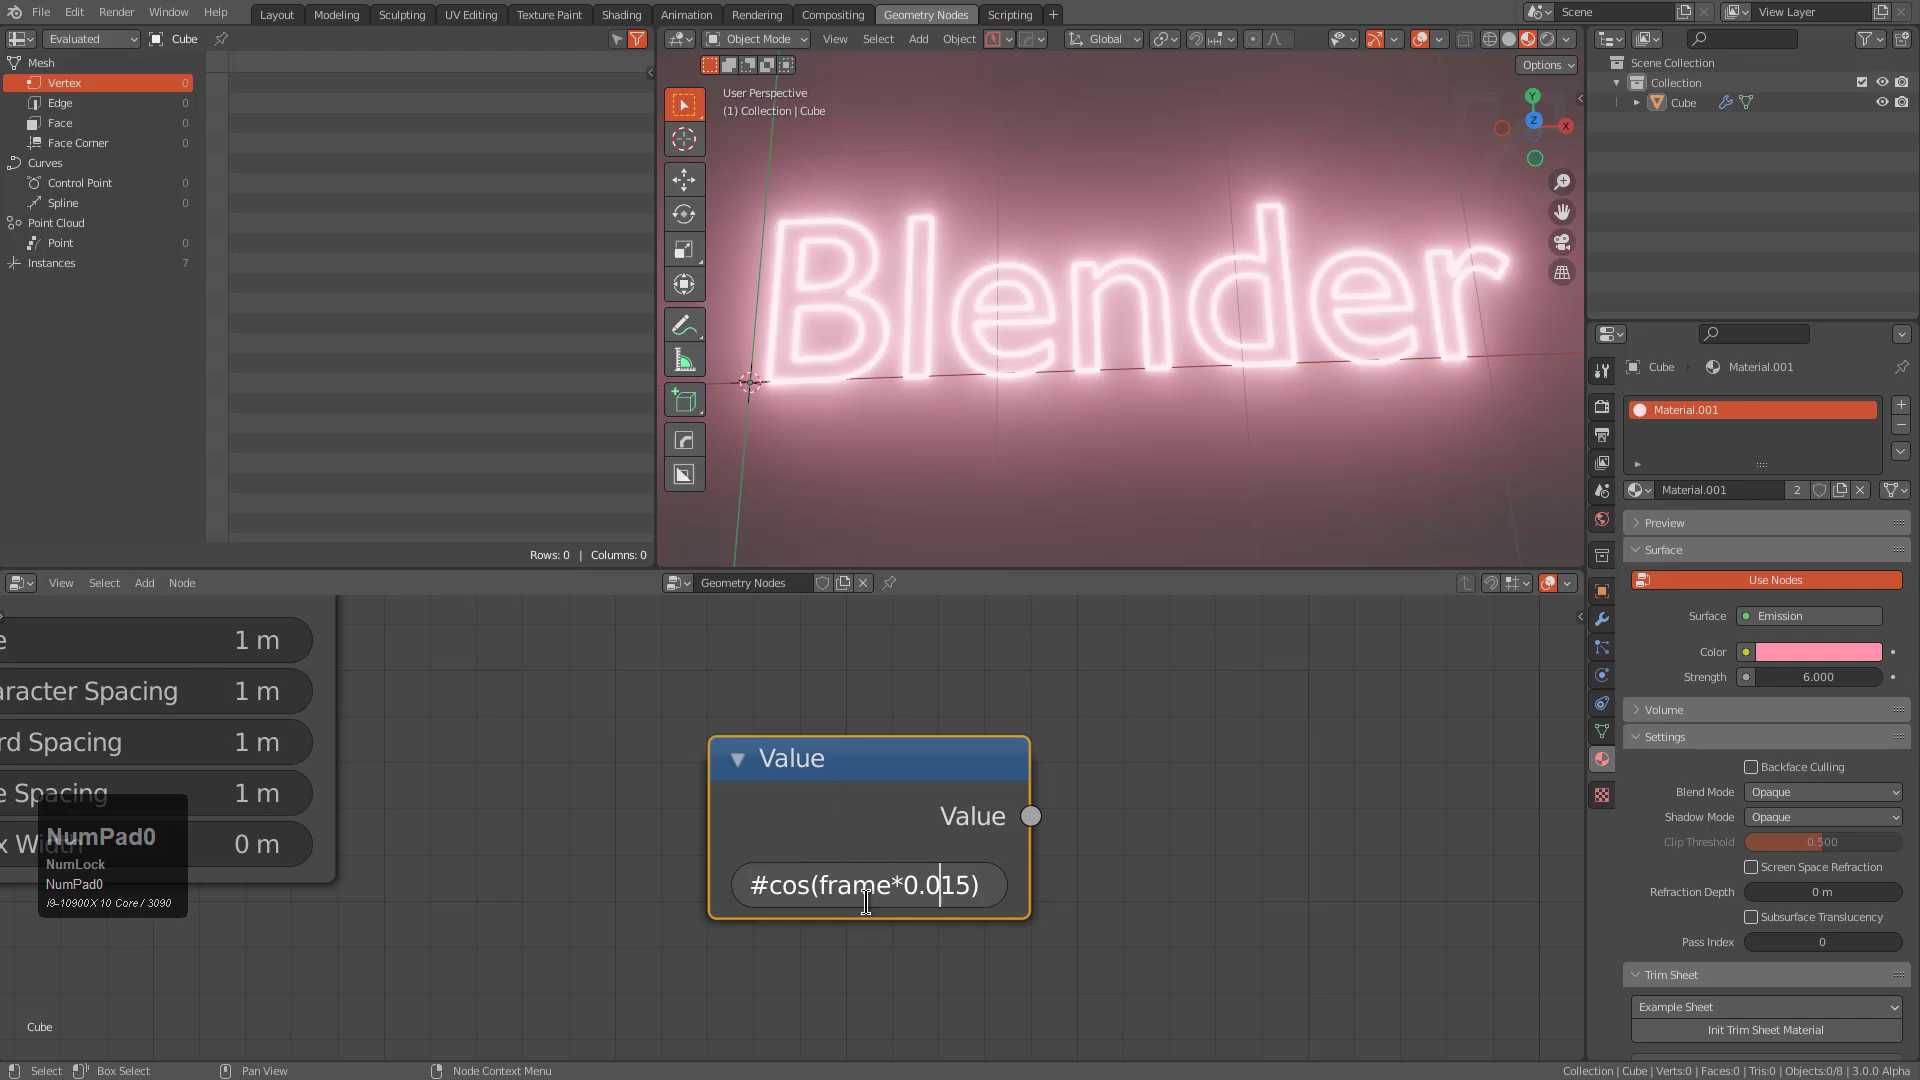 File Edit Render Window Help
Layout Modeling Sculpting UV Editing Texture Paint Shading Animation Rendering Compositing Geometry Nodes Scripting +
Scene
View Layer
Evaluated
Cube
Mesh
Vertex 0
Edge 0
Face 0
Face Corner 0
Curves
Control Point 0
Spline 0
Point Cloud
Point 0
Instances 7
Rows: 0 | Columns: 0
Object Mode View Select Add Object
Global
Options
User Perspective
(1) Collection | Cube
Y
Z
X
Blender
Scene Collection
Collection
Cube
Cube
Material.001
Material.001
Material.001 2
Preview
Surface
Use Nodes
Surface Emission
Color
Strength 6.000
Volume
Settings
Backface Culling
Blend Mode Opaque
Shadow Mode Opaque
Clip Threshold 0.500
Screen Space Refraction
Refraction Depth 0 m
Subsurface Translucency
Pass Index 0
Trim Sheet
Example Sheet
Init Trim Sheet Material
View Select Add Node
Geometry Nodes
e 1 m
aracter Spacing 1 m
rd Spacing 1 m
e Spacing 1 m
x W 0 m
NumPad0
NumLock
NumPad0
i9-10900X 10 Core / 3090
Value
Value
#cos(frame*0.015)
Cube
Select
Box Select
Pan View
Node Context Menu
Collection | Cube | Verts:0 | Faces:0 | Tris:0 | Objects:0/8 | 3.0.0 Alpha